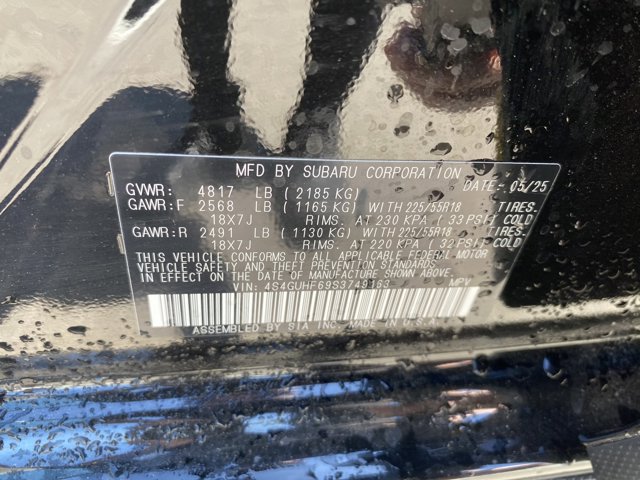 MFD BY SUBARU CORPORATION
GVWR: 4817 LB (2185 KG) DATE: 05/25
GAWR:F 2568 LB (1165 KG) WITH 225/55R18 TIRES.
18X7J RIMS. AT 230 KPA (33 PSI) COLD
GAWR:R 2491 LB (1130 KG) WITH 225/55R18 TIRES.
18X7J RIMS. AT 220 KPA (32 PSI) COLD
THIS VEHICLE CONFORMS TO ALL APPLICABLE FEDERAL MOTOR
VEHICLE SAFETY AND THEFT PREVENTION STANDARDS
IN EFFECT ON THE DATE OF MANUFACTURE SHOWN ABOVE.
VIN: MPV
ASSEMBLED BY SIA INC. MADE IN U.S.A.